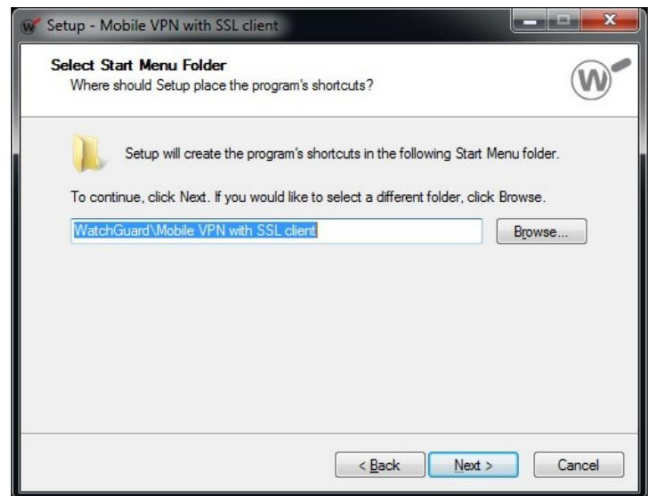 Setup - Mobile VPN with SSL client
Select Start Menu Folder
Where should Setup place the program's shortcuts?
W
Setup will create the program's shortcuts in the following Start Menu folder.
To continue, click Next. If you would like to select a different folder, click Browse.
WatchGuard\Mobile VPN with SSL client
Browse...
< Back
Next >
Cancel